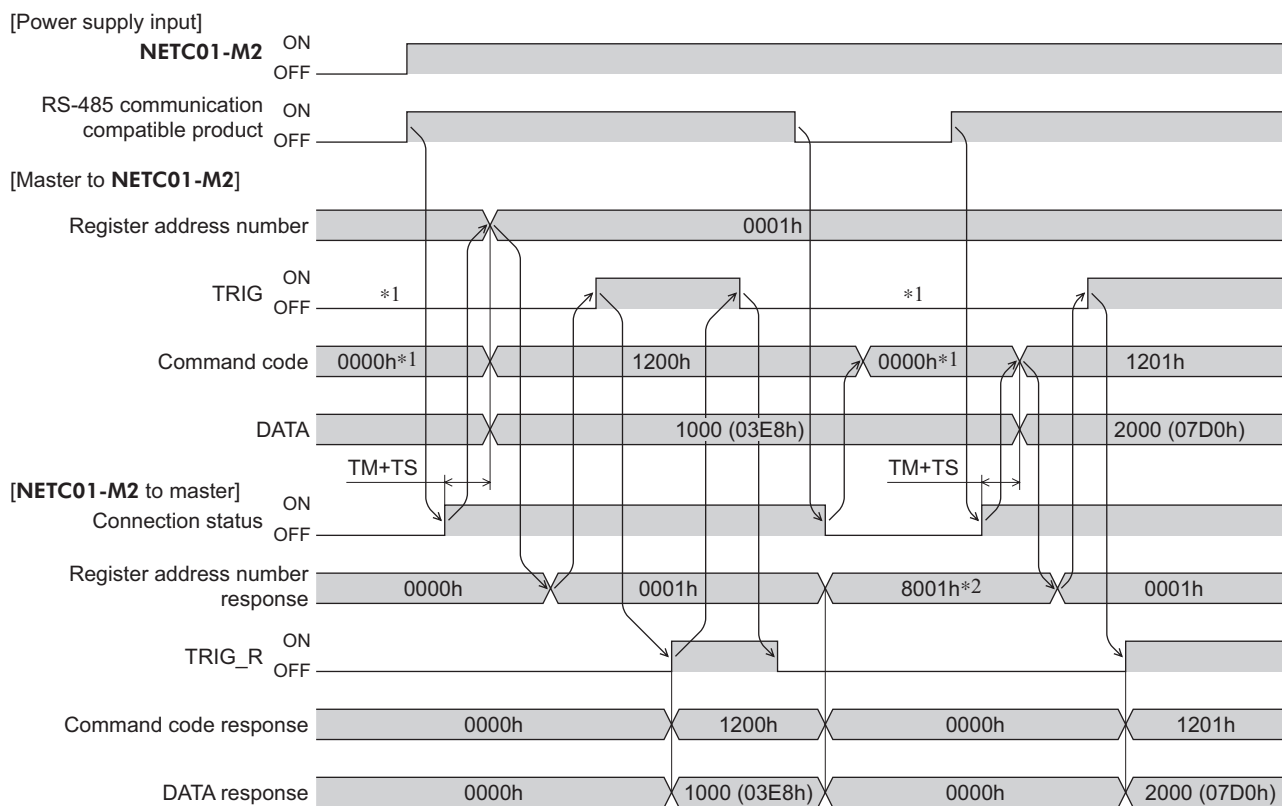 [Power supply input]
NETC01-M2 ON
OFF
RS-485 communication compatible product ON
OFF
[Master to NETC01-M2]
Register address number 0001h
TRIG ON
OFF *1 *1
Command code 0000h*1 1200h 0000h*1 1201h
DATA 1000 (03E8h) 2000 (07D0h)
TM+TS TM+TS
[NETC01-M2 to master]
Connection status ON
OFF
Register address number response 0000h 0001h 8001h*2 0001h
TRIG_R ON
OFF
Command code response 0000h 1200h 0000h 1201h
DATA response 0000h 1000 (03E8h) 0000h 2000 (07D0h)